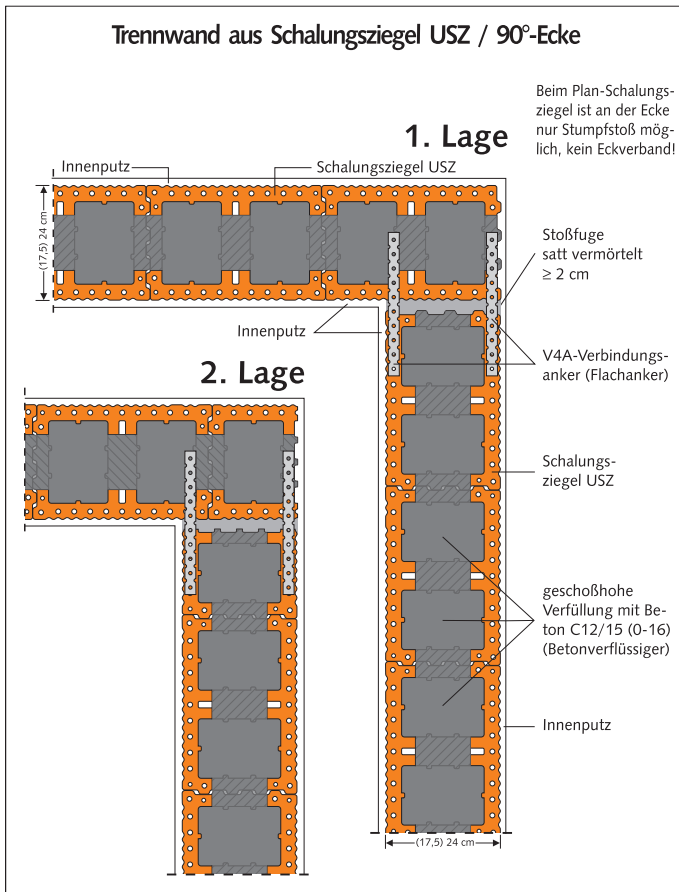 Trennwand aus Schalungsziegel USZ / 90°-Ecke
Beim Plan-Schalungs-
ziegel ist an der Ecke
nur Stumpfstoß mög-
lich, kein Eckverband!
1. Lage
Innenputz
Schalungsziegel USZ
(17,5) 24 cm
Stoßfuge
satt vermörtelt
≥ 2 cm
Innenputz
V4A-Verbindungs-
anker (Flachanker)
2. Lage
Schalungs-
ziegel USZ
geschoßhohe
Verfüllung mit Be-
ton C12/15 (0-16)
(Betonverflüssiger)
Innenputz
(17,5) 24 cm